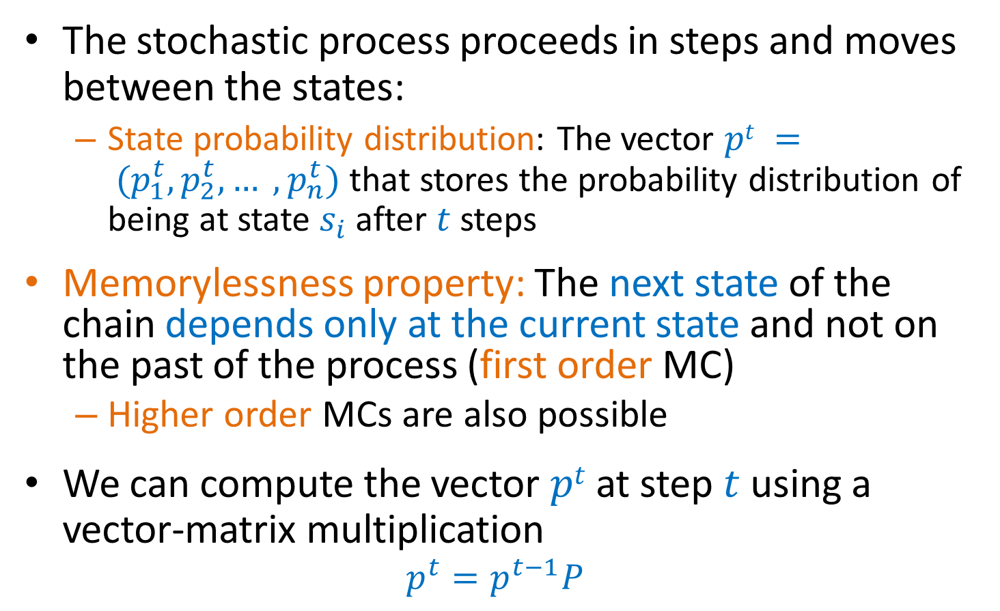 • The stochastic process proceeds in steps and moves
between the states:
– State probability distribution: The vector $p^t$ =
$(p_1^t, p_2^t, \ldots, p_n^t)$ that stores the probability distribution of
being at state $s_i$ after $t$ steps
• Memorylessness property: The next state of the
chain depends only at the current state and not on
the past of the process (first order MC)
– Higher order MCs are also possible
• We can compute the vector $p^t$ at step $t$ using a
vector-matrix multiplication
$p^t = p^{t-1}P$